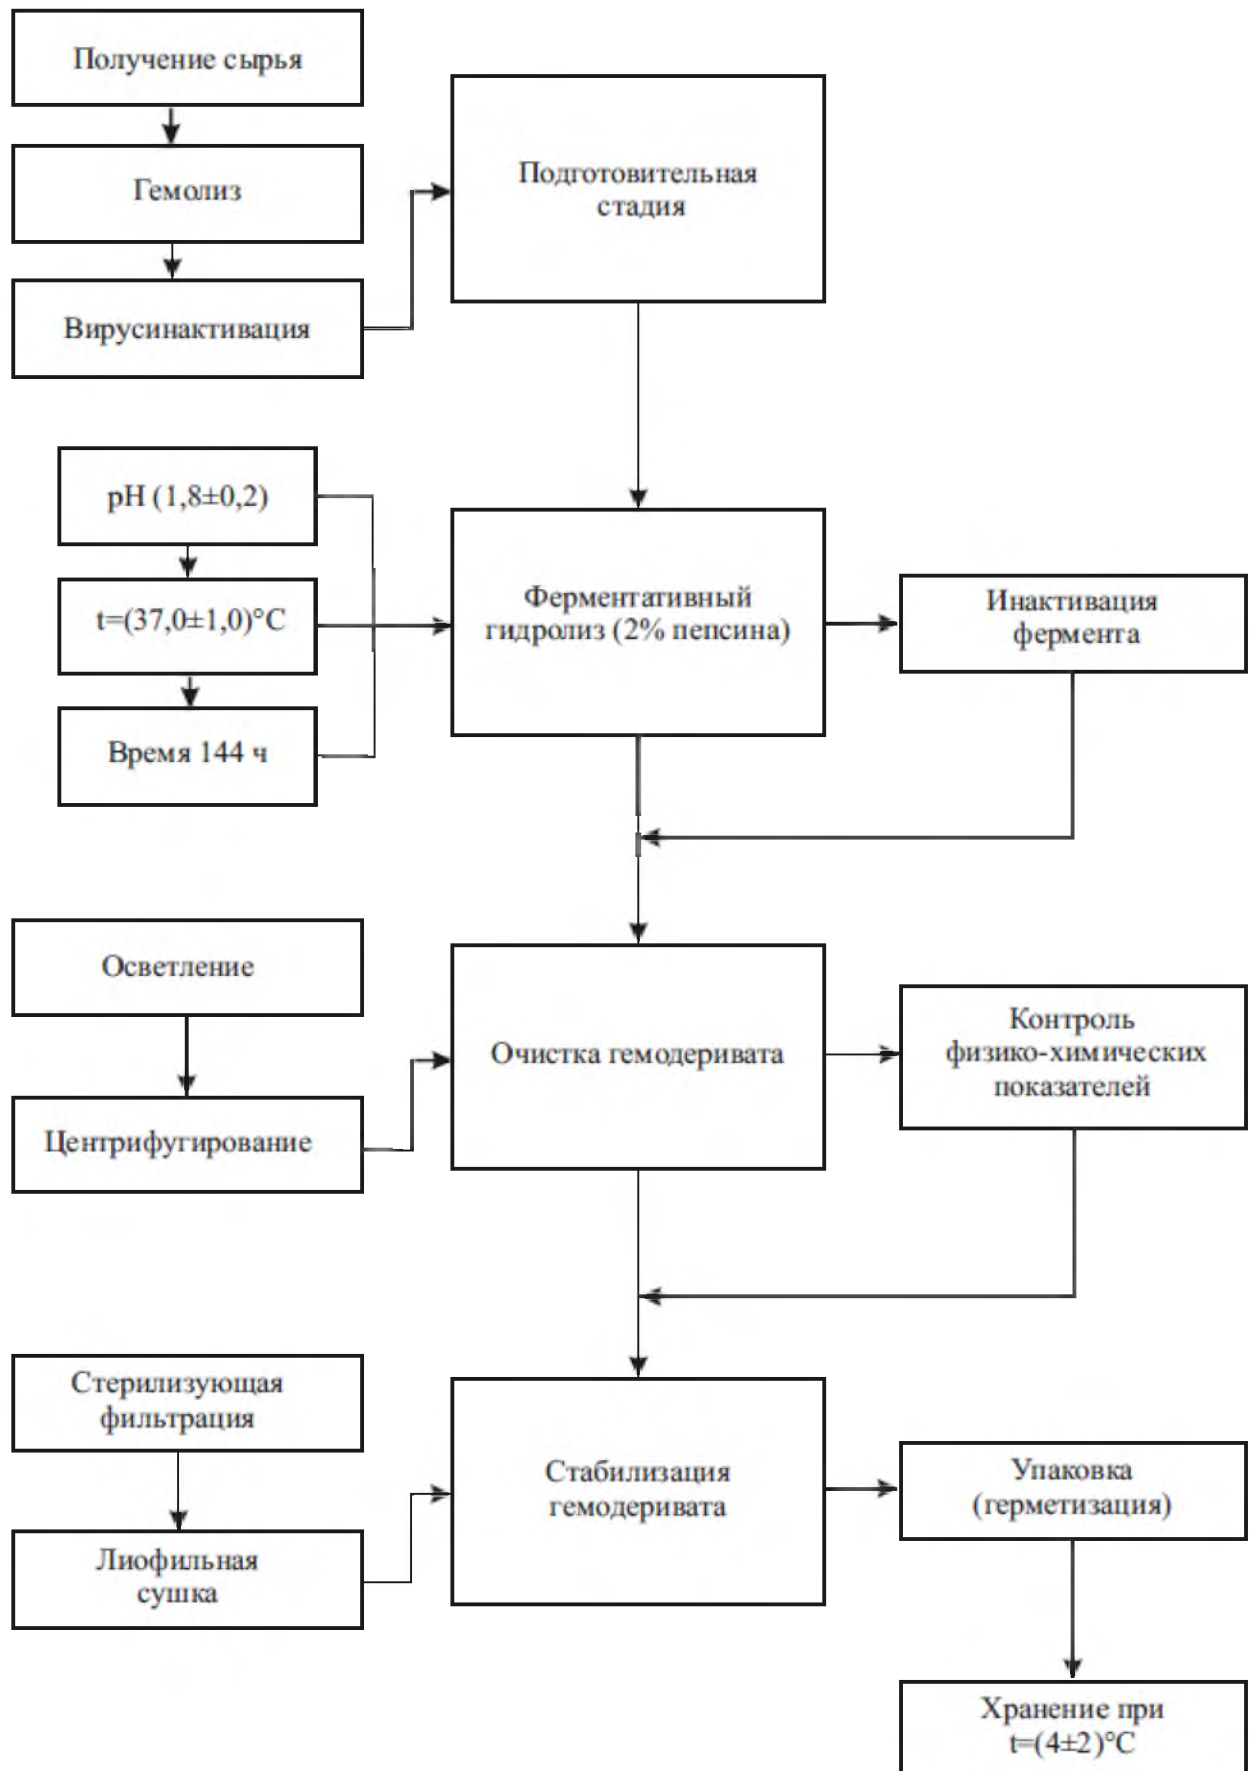 Получение сырья
Гемолиз
Вирусинактивация
Подготовительная
стадия
pH (1,8±0,2)
t=(37,0±1,0)°C
Время 144 ч
Ферментативный
гидролиз (2% пепсина)
Инактивация
фермента
Осветление
Центрифугирование
Очистка гемодеривата
Контроль
физико-химических
показателей
Стерилизующая
фильтрация
Лиофильная
сушка
Стабилизация
гемодеривата
Упаковка
(герметизация)
Хранение при
t=(4±2)°C